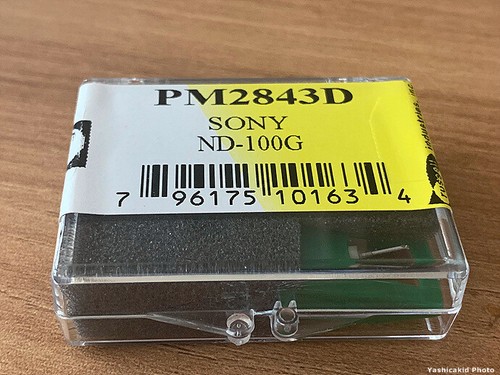 PM2843D
SONY
ND-100G
7 96175 10163 4
Yashicakid Photo